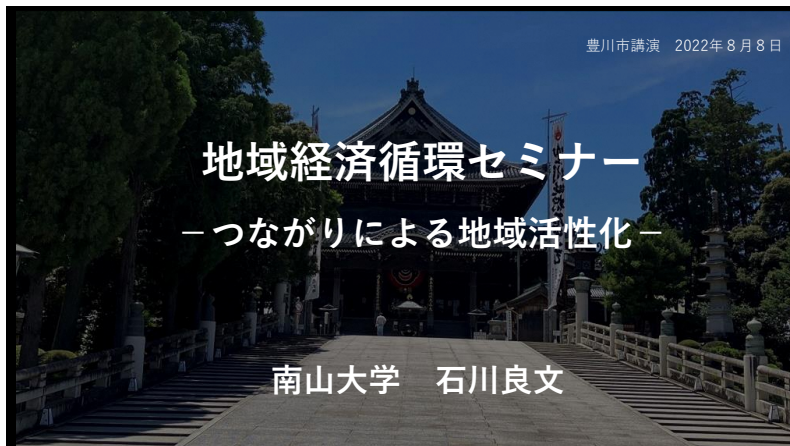 豊川市講演　2022年８月８日
地域経済循環セミナー
－つながりによる地域活性化－
南山大学　石川良文